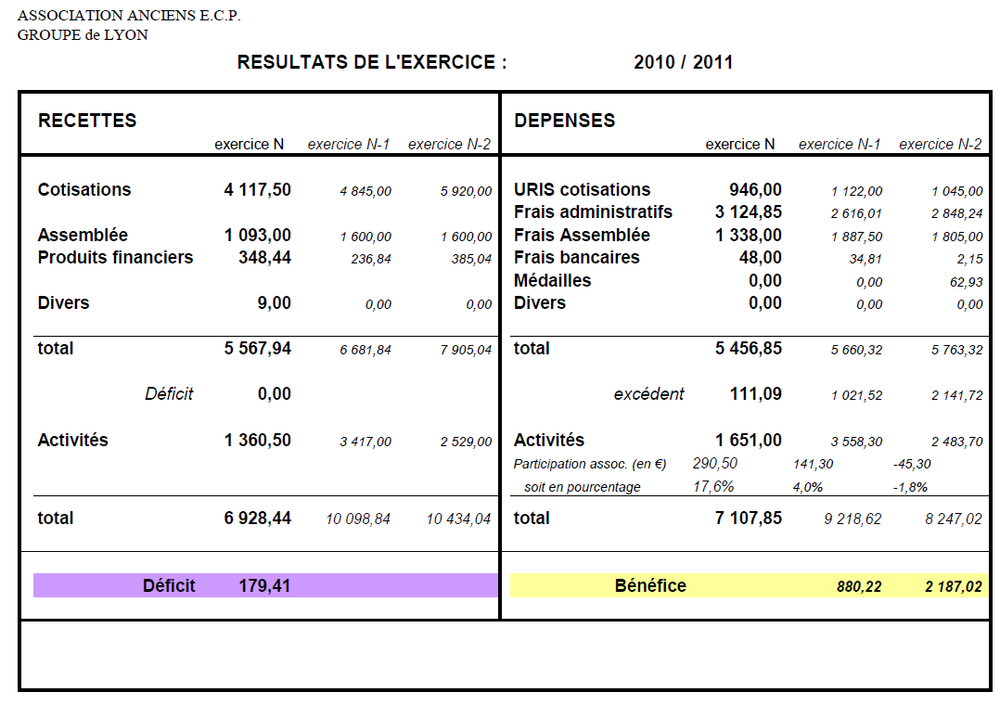 ASSOCIATION ANCIENS E.C.P.
GROUPE de LYON
RESULTATS DE L'EXERCICE : 2010 / 2011
RECETTES
exercice N exercice N-1 exercice N-2
Cotisations 4 117,50 4 845,00 5 920,00
Assemblée 1 093,00 1 600,00 1 600,00
Produits financiers 348,44 236,84 385,04
Divers 9,00 0,00 0,00
total 5 567,94 6 681,84 7 905,04
Déficit 0,00
Activités 1 360,50 3 417,00 2 529,00
total 6 928,44 10 098,84 10 434,04
Déficit 179,41
DEPENSES
exercice N exercice N-1 exercice N-2
URIS cotisations 946,00 1 122,00 1 045,00
Frais administratifs 3 124,85 2 616,01 2 848,24
Frais Assemblée 1 338,00 1 887,50 1 805,00
Frais bancaires 48,00 34,81 2,15
Médailles 0,00 0,00 62,93
Divers 0,00 0,00 0,00
total 5 456,85 5 660,32 5 763,32
excédent 111,09 1 021,52 2 141,72
Activités 1 651,00 3 558,30 2 483,70
Participation assoc. (en €) 290,50 141,30 -45,30
soit en pourcentage 17,6% 4,0% -1,8%
total 7 107,85 9 218,62 8 247,02
Bénéfice 880,22 2 187,02